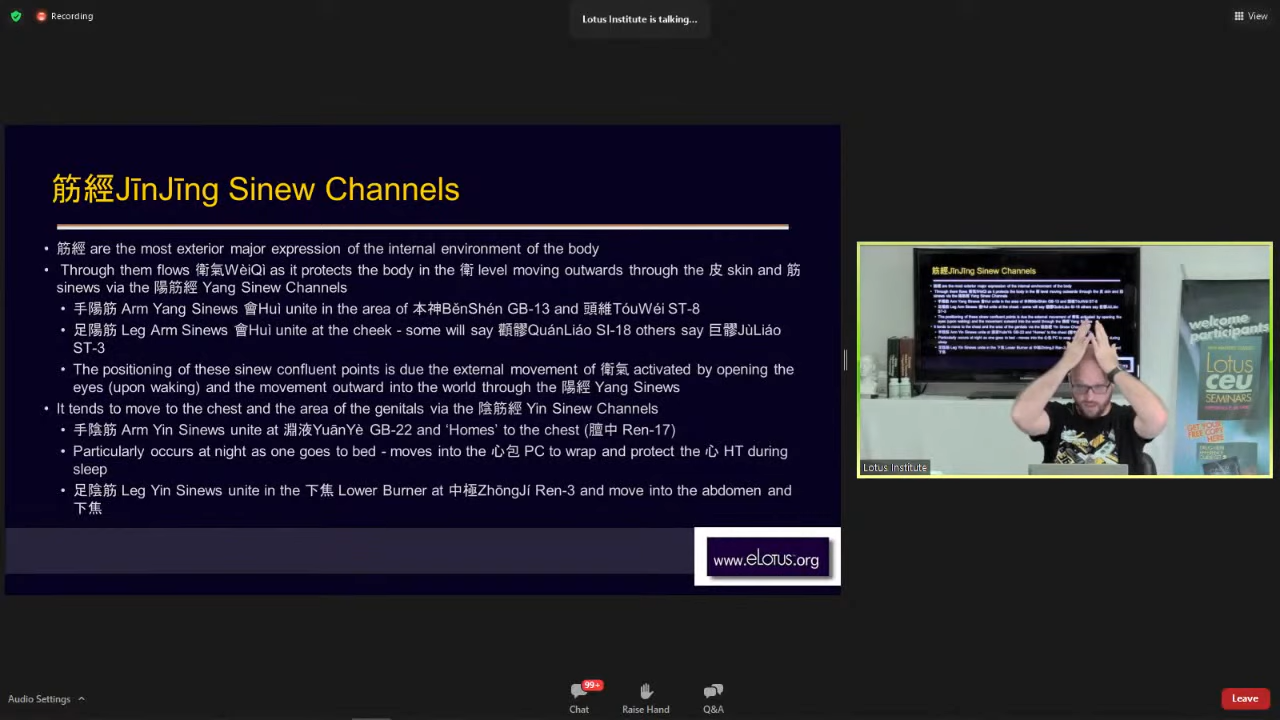 Recording
Lotus Institute is talking...
View
筋經JīnJīng Sinew Channels
• 筋經 are the most exterior major expression of the internal environment of the body
• Through them flows 衛氣WèiQì as it protects the body in the 衛 level moving outwards through the 皮 skin and 筋
sinews via the 陽筋經 Yang Sinew Channels
• 手陽筋 Arm Yang Sinews 會Huì unite in the area of 本神BěnShén GB-13 and 頭維TóuWéi ST-8
• 足陽筋 Leg Arm Sinews 會Huì unite at the cheek - some will say 顴髎QuánLiáo SI-18 others say 巨髎JùLiáo
ST-3
• The positioning of these sinew confluent points is due the external movement of 衛氣 activated by opening the
eyes (upon waking) and the movement outward into the world through the 陽經 Yang Sinews
• It tends to move to the chest and the area of the genitals via the 陰筋經 Yin Sinew Channels
• 手陰筋 Arm Yin Sinews unite at 淵液YuānYè GB-22 and ‘Homes’ to the chest (膻中 Ren-17)
• Particularly occurs at night as one goes to bed - moves into the 心包 PC to wrap and protect the 心 HT during
sleep
• 足陰筋 Leg Yin Sinews unite in the 下焦 Lower Burner at 中極ZhōngJí Ren-3 and move into the abdomen and
下焦
www.eLotus.org
筋經JīnJīng Sinew Channels
welcome
participants
Lotus
ceu
SEMINARS
Lotus Institute
Audio Settings
99+
Chat
Raise Hand
Q&A
Leave